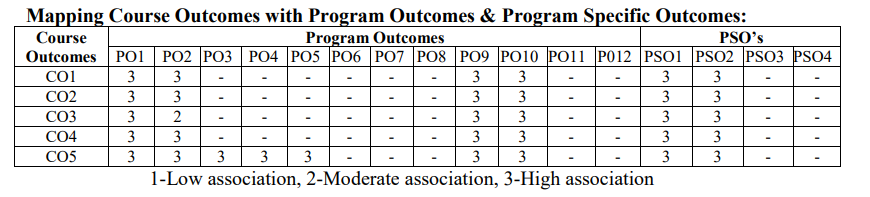 Mapping Course Outcomes with Program Outcomes & Program Specific Outcomes:
Course Outcomes Program Outcomes PSO’s
PO1 PO2 PO3 PO4 PO5 PO6 PO7 PO8 PO9 PO10 PO11 P012 PSO1 PSO2 PSO3 PSO4
CO1 3 3 - - - - - - 3 3 - - 3 3 - -
CO2 3 3 - - - - - - 3 3 - - 3 3 - -
CO3 3 2 - - - - - - 3 3 - - 3 3 - -
CO4 3 3 - - - - - - 3 3 - - 3 3 - -
CO5 3 3 3 3 3 - - - 3 3 - - 3 3 - -
1-Low association, 2-Moderate association, 3-High association